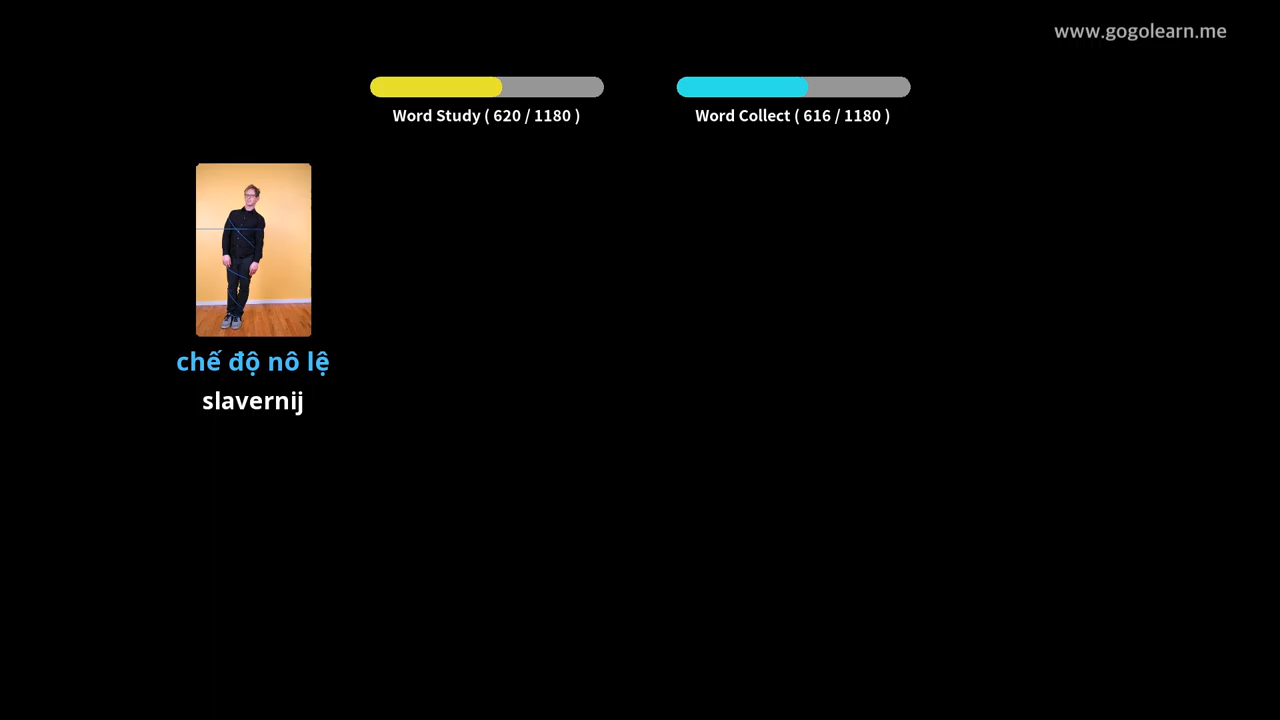 www.gogolearn.me
Word Study ( 620 / 1180 )
Word Collect ( 616 / 1180 )
chế độ nô lệ
slavernij